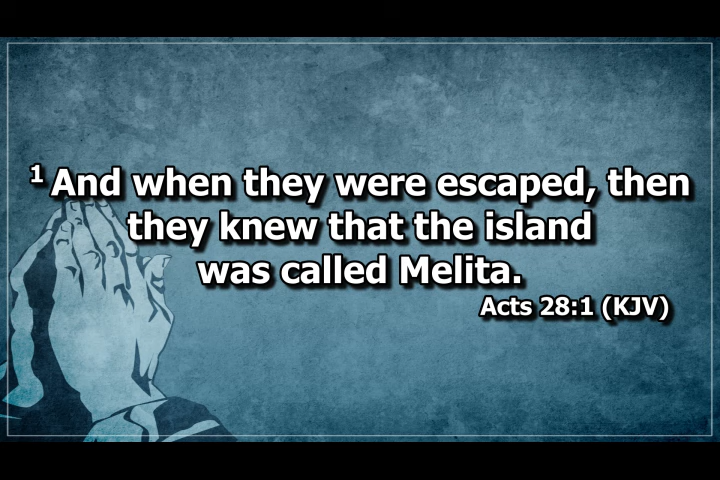 1 And when they were escaped, then
they knew that the island
was called Melita.
Acts 28:1 (KJV)